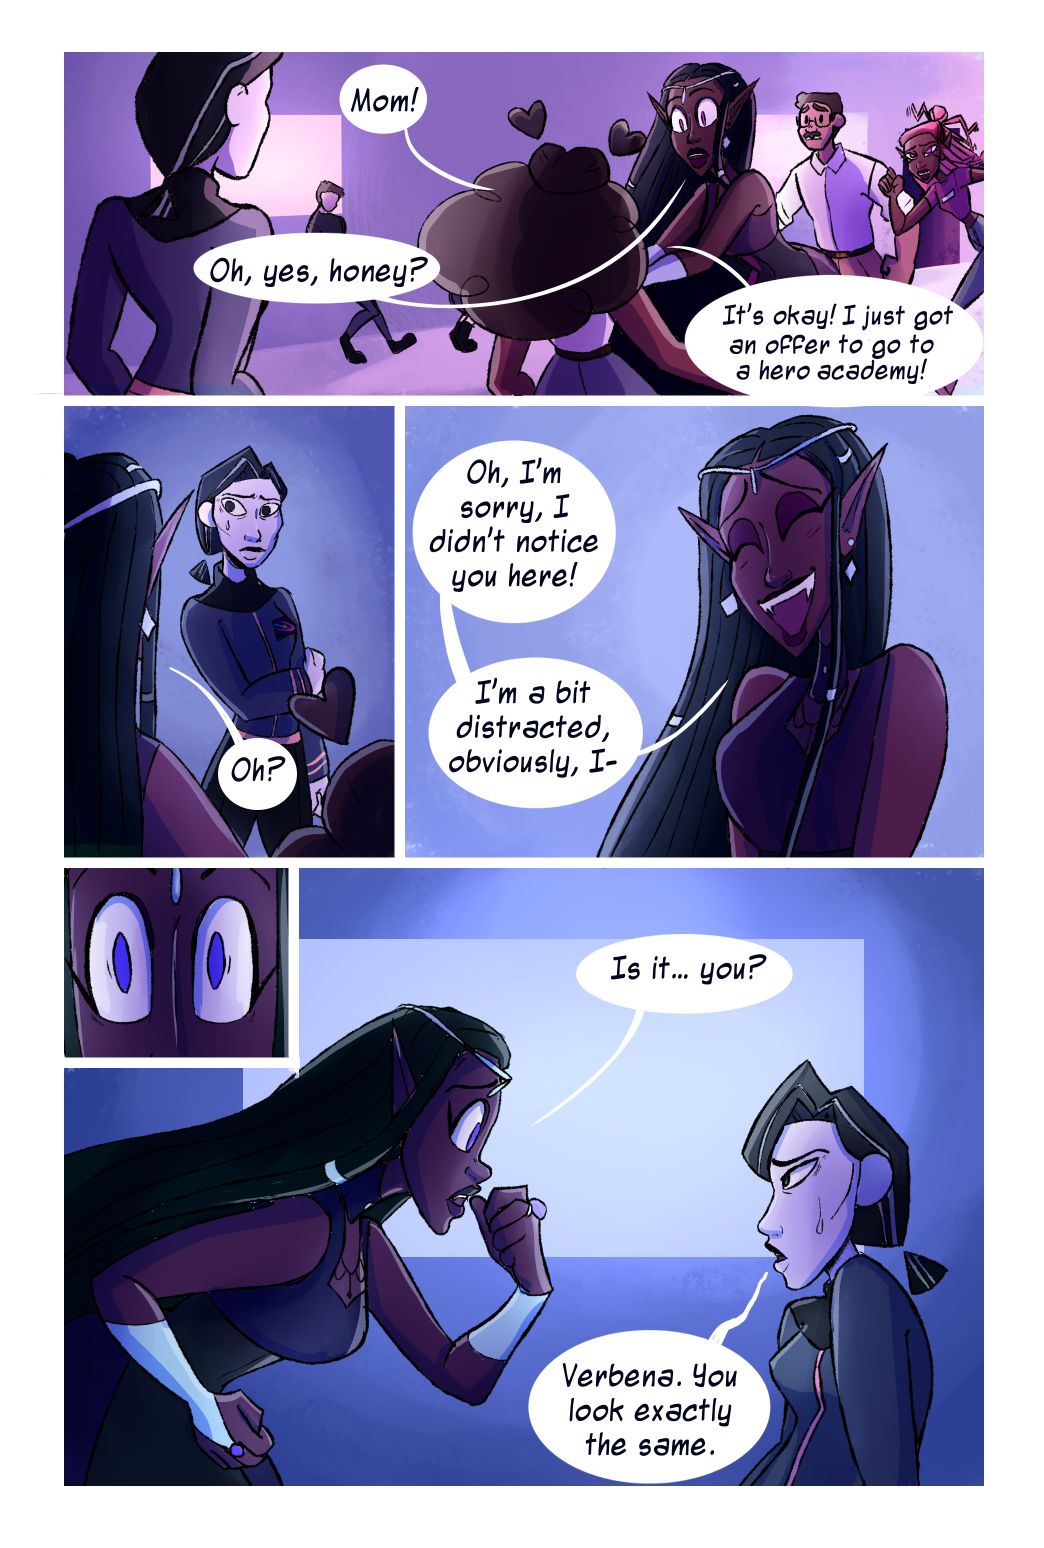 Mom!
Oh, yes, honey?
It's okay! I just got
an offer to go to
a hero academy!
Oh?
Oh, I'm
sorry, I
didn't notice
you here!
I'm a bit
distracted,
obviously, I-
Is it... you?
Verbena. You
look exactly
the same.